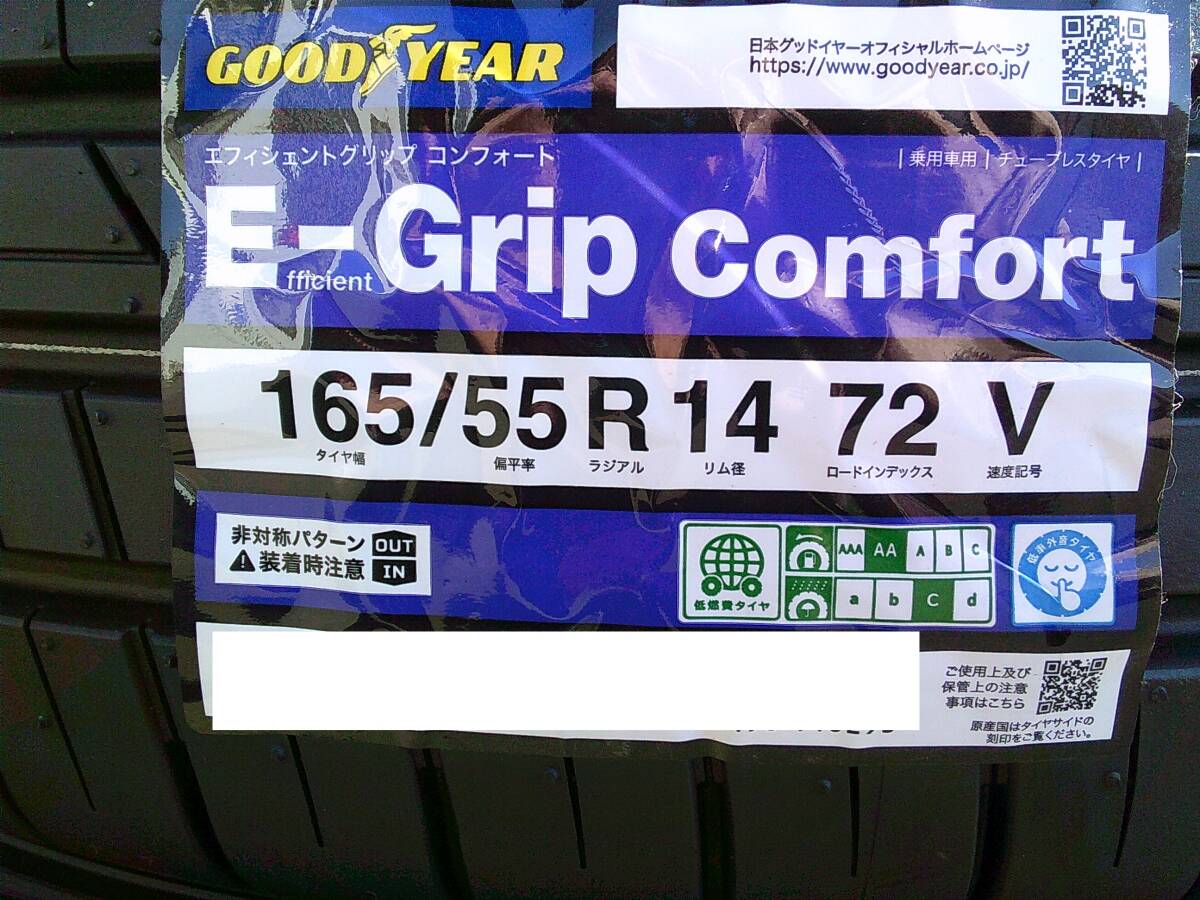 GOODYEAR
日本グッドイヤーオフィシャルホームページ
https://www.goodyear.co.jp/
エフィシェントグリップ コンフォート
| 乗用車用 | チューブレスタイヤ |
E-Grip Comfort
fficient
165/55 R 14 72 V
タイヤ幅 偏平率 ラジアル リム径 ロードインデックス 速度記号
非対称パターン
装着時注意
OUT
IN
低燃費タイヤ
AAA AA A B C
a b c d
低車外音タイヤ
ご使用上及び
保管上の注意
事項はこちら
原産国はタイヤサイドの
刻印をご覧ください。